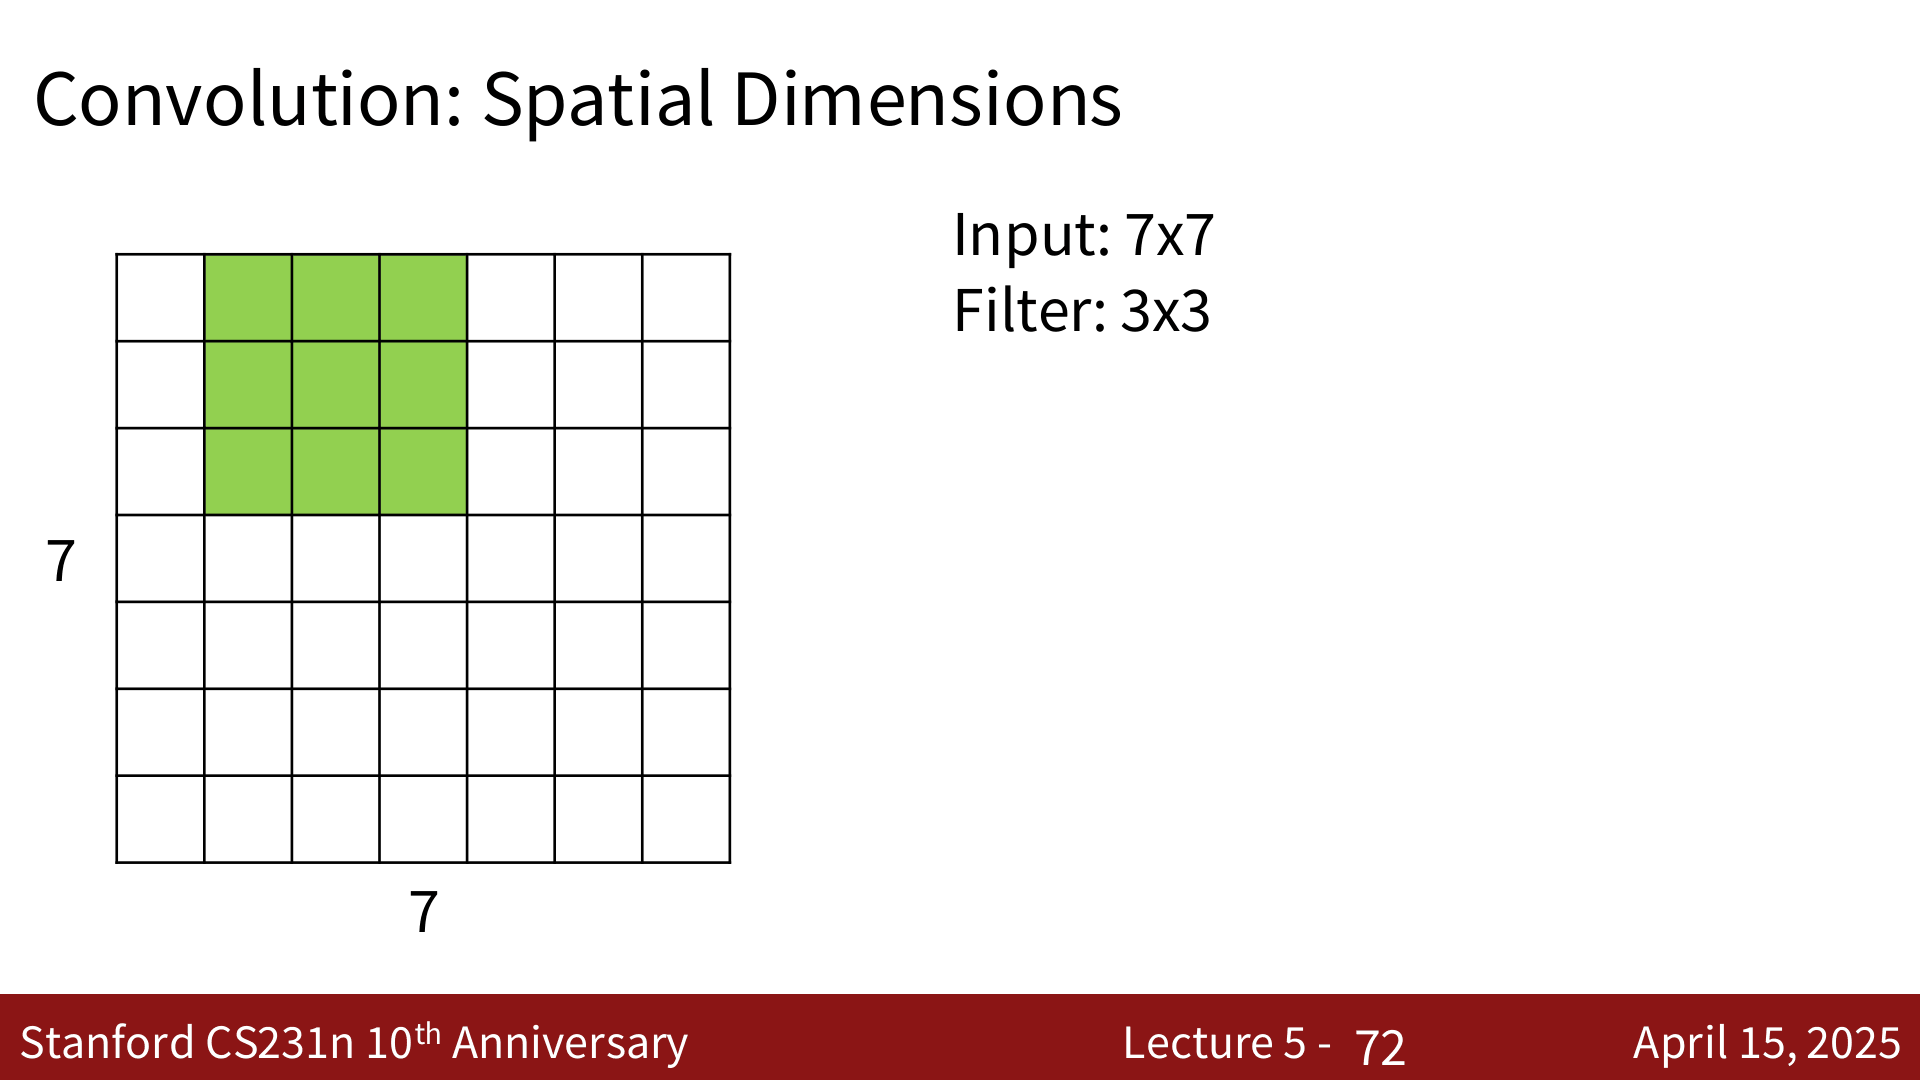 Convolution: Spatial Dimensions
Input: 7x7
Filter: 3x3
7
7
Stanford CS231n 10th Anniversary
Lecture 5 - 72
April 15, 2025